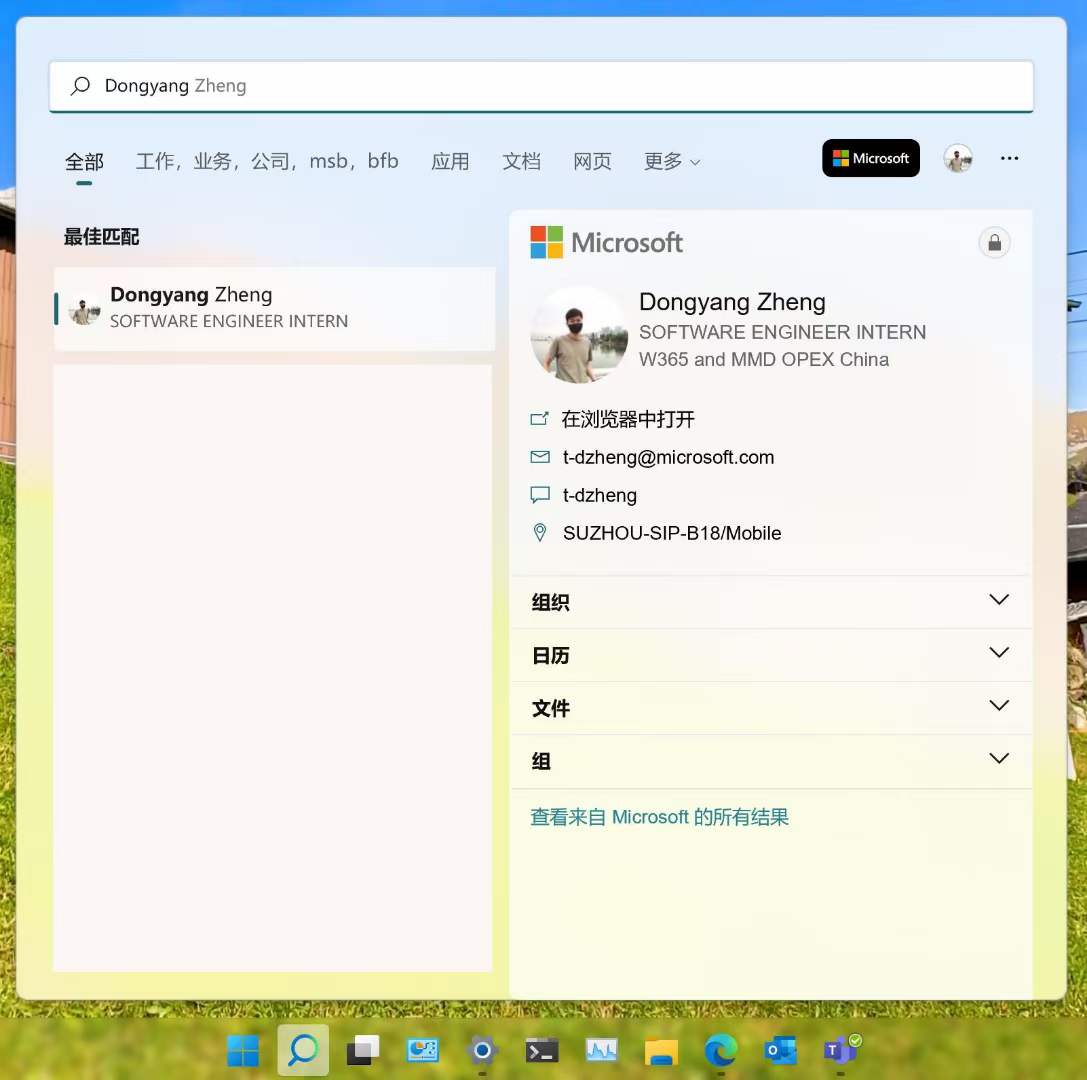 Dongyang Zheng
全部 工作，业务，公司，msb，bfb 应用 文档 网页 更多
Microsoft
最佳匹配
Dongyang Zheng
SOFTWARE ENGINEER INTERN
Microsoft
Dongyang Zheng
SOFTWARE ENGINEER INTERN
W365 and MMD OPEX China
在浏览器中打开
t-dzheng@microsoft.com
t-dzheng
SUZHOU-SIP-B18/Mobile
组织
日历
文件
组
查看来自 Microsoft 的所有结果